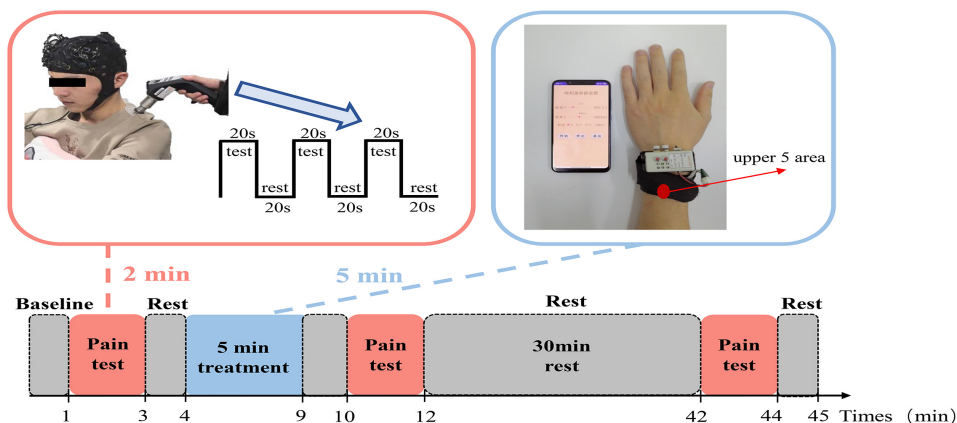 20s
20s
20s
test
test
test
rest
rest
rest
20s
20s
20s
upper 5 area
2 min
5 min
Baseline
Rest
Rest
Rest
Pain
test
5 min
treatment
Pain
test
30min
rest
Pain
test
1
3
4
9
10
12
42
44
45
Times （min）